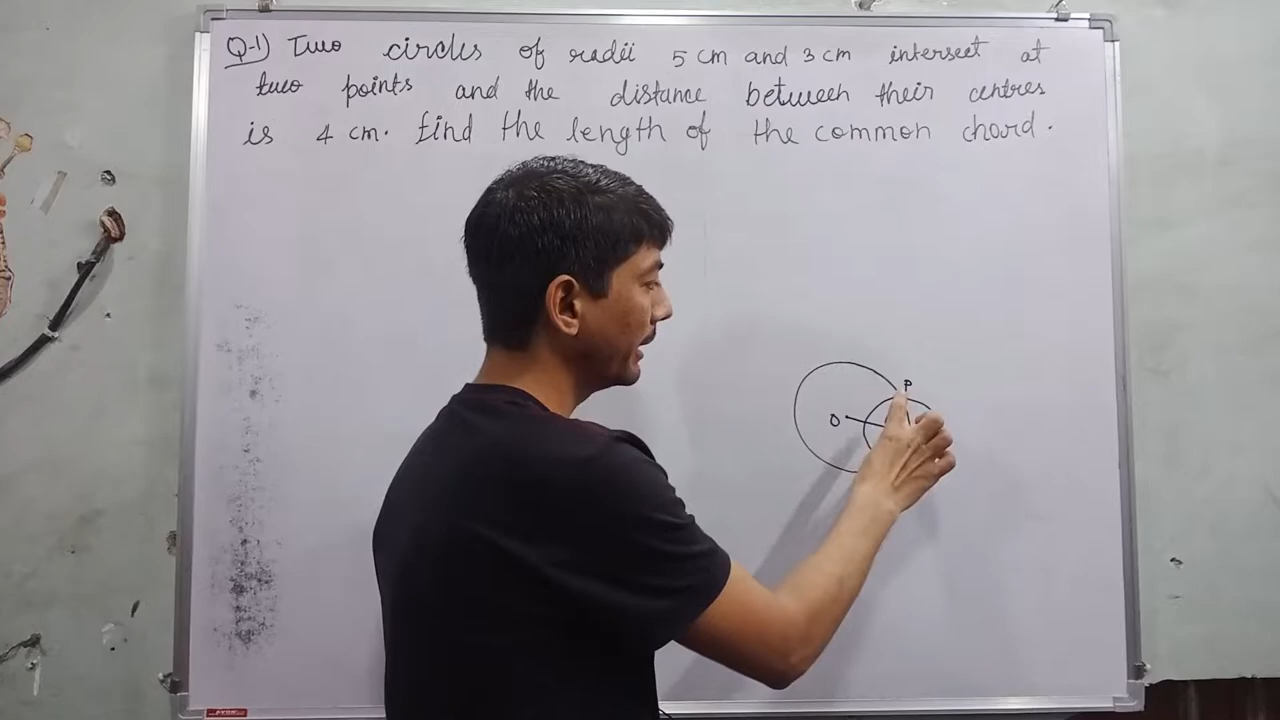 Q-1) Two circles of radii 5 cm and 3 cm intersect at
two points and the distance between their centres
is 4 cm. find the length of the common chord.
P
O